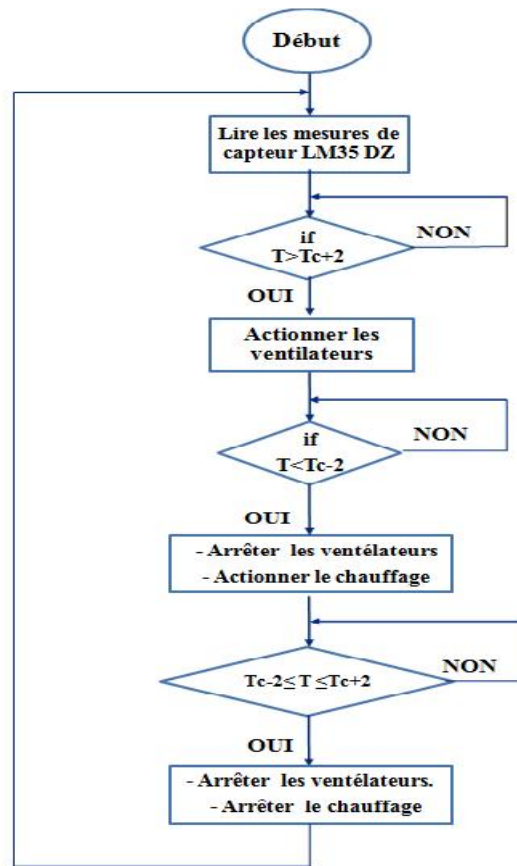 Début
Lire les mesures de
capteur LM35 DZ
if
T>Tc+2
NON
OUI
Actionner les
ventilateurs
if
T<Tc-2
NON
OUI
- Arrêter les ventélateurs
- Actionner le chauffage
Tc-2≤ T ≤Tc+2
NON
OUI
- Arrêter les ventélateurs.
- Arrêter le chauffage